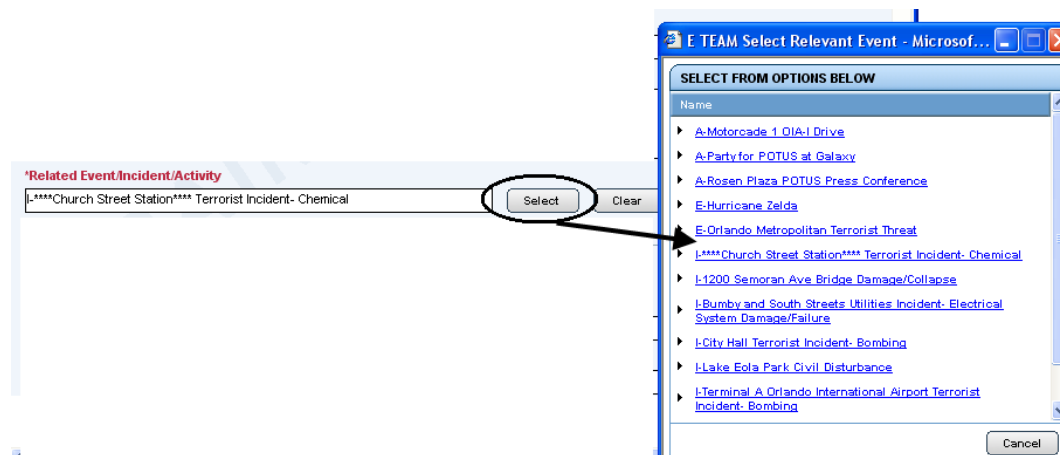 E TEAM Select Relevant Event - Microsof...
SELECT FROM OPTIONS BELOW
Name
A-Motorcade 1 OIA-I Drive
A-Party for POTUS at Galaxy
A-Rosen Plaza POTUS Press Conference
E-Hurricane Zelda
E-Orlando Metropolitan Terrorist Threat
I-****Church Street Station**** Terrorist Incident- Chemical
I-1200 Semoran Ave Bridge Damage/Collapse
I-Bumby and South Streets Utilities Incident- Electrical
System Damage/Failure
I-City Hall Terrorist Incident- Bombing
I-Lake Eola Park Civil Disturbance
I-Terminal A Orlando International Airport Terrorist
Incident- Bombing
Cancel
*Related Event/Incident/Activity
I-****Church Street Station**** Terrorist Incident- Chemical
Select
Clear